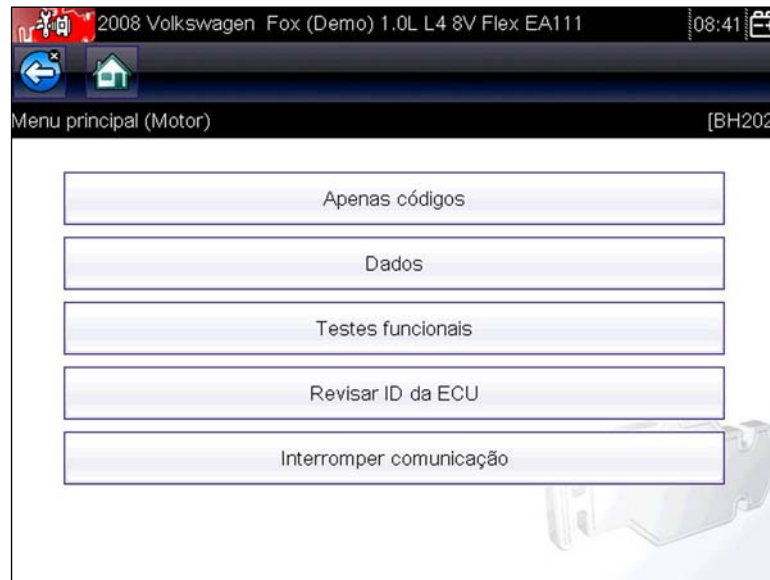 2008 Volkswagen Fox (Demo) 1.0L L4 8V Flex EA111 08:41
Menu principal (Motor) [BH202
Apenas códigos
Dados
Testes funcionais
Revisar ID da ECU
Interromper comunicação